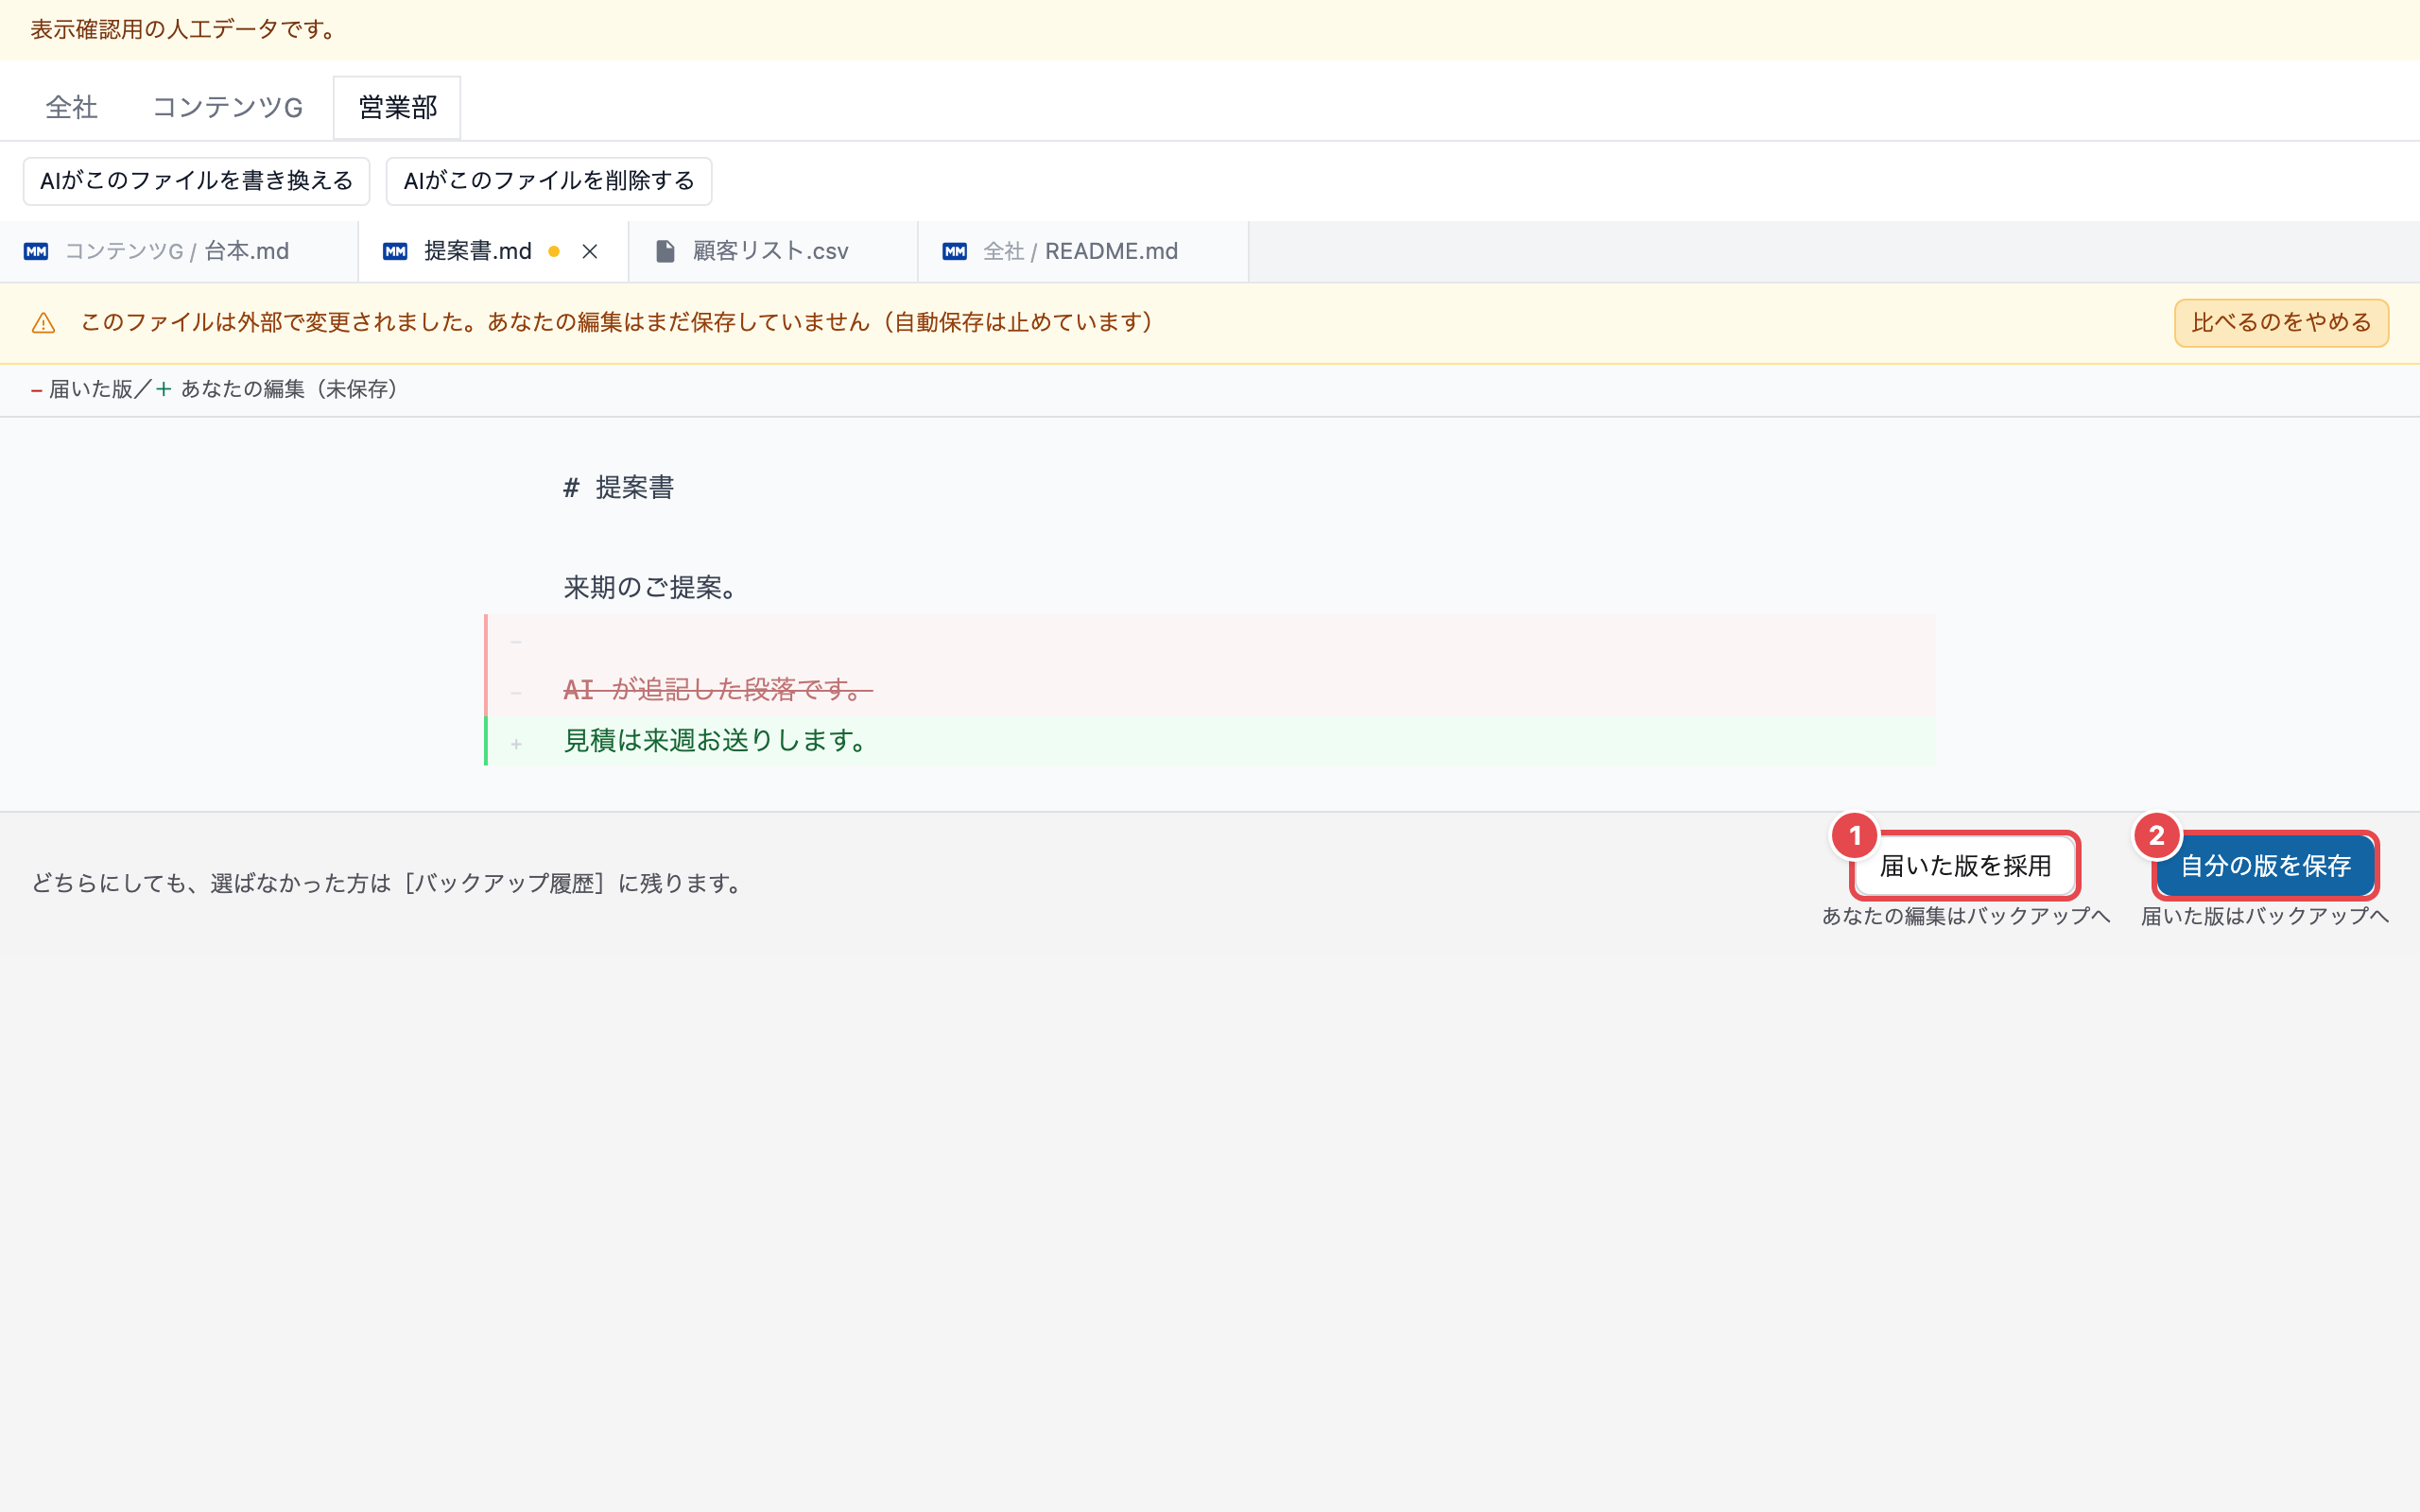 表示確認用の人工データです。
全社 コンテンツG 営業部
AIがこのファイルを書き換える AIがこのファイルを削除する
MM コンテンツG / 台本.md MM 提案書.md 顧客リスト.csv MM 全社 / README.md
このファイルは外部で変更されました。あなたの編集はまだ保存していません（自動保存は止めています） 比べるのをやめる
− 届いた版／+ あなたの編集（未保存）
# 提案書
来期のご提案。
−
− AI が追記した段落です。
+ 見積は来週お送りします。
1 2
届いた版を採用 自分の版を保存
どちらにしても、選ばなかった方は［バックアップ履歴］に残ります。
あなたの編集はバックアップへ 届いた版はバックアップへ